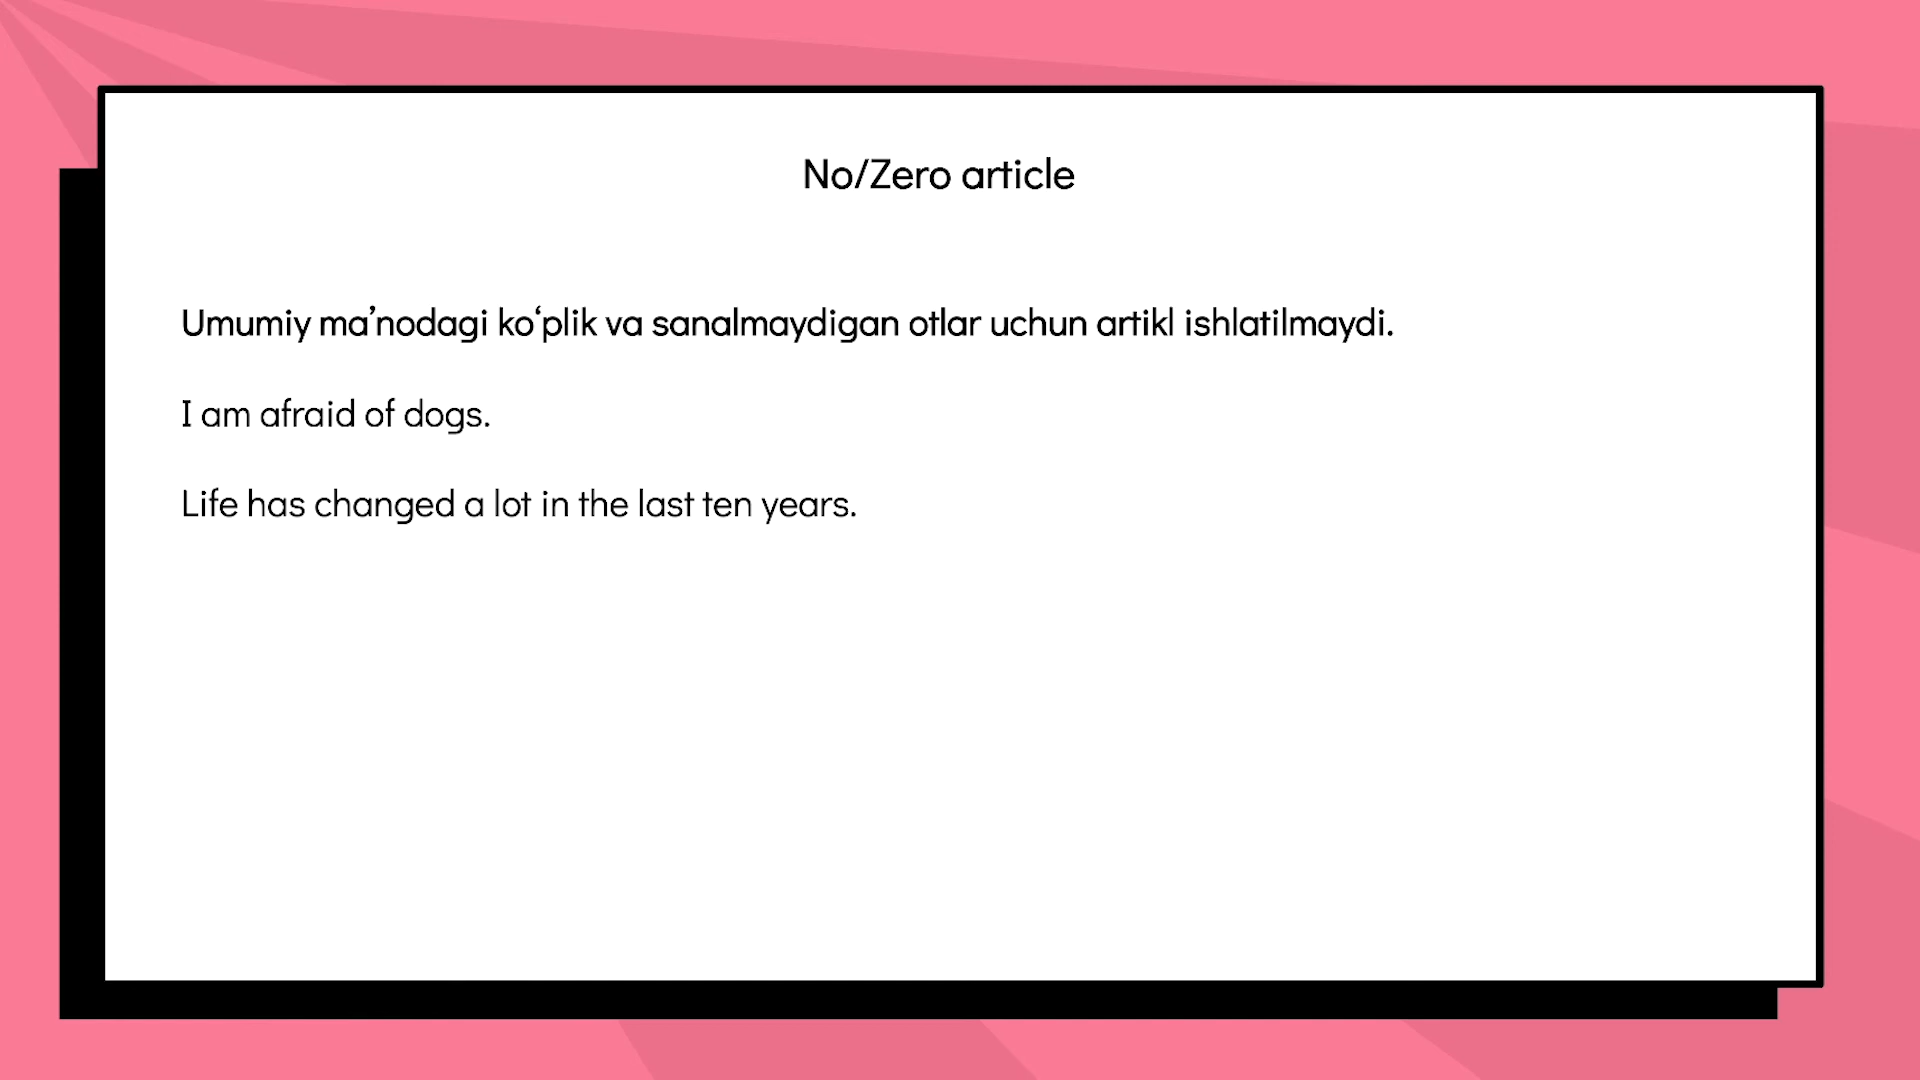 No/Zero article
Umumiy ma’nodagi ko‘plik va sanalmaydigan otlar uchun artikl ishlatilmaydi.
I am afraid of dogs.
Life has changed a lot in the last ten years.